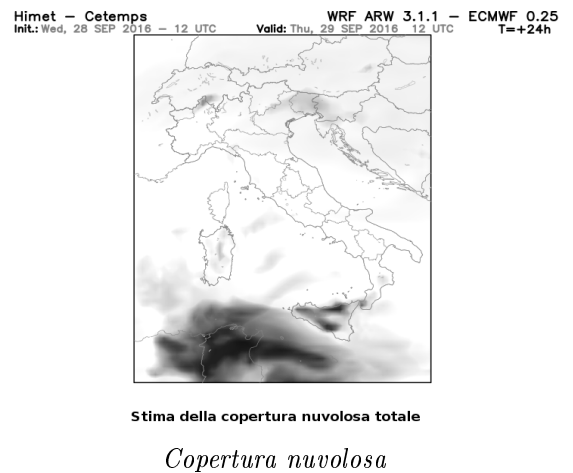 Himet – Cetemps WRF ARW 3.1.1 – ECMWF 0.25
Init.: Wed, 28 SEP 2016 – 12 UTC Valid: Thu, 29 SEP 2016 12 UTC T=+24h
Stima della copertura nuvolosa totale
Copertura nuvolosa